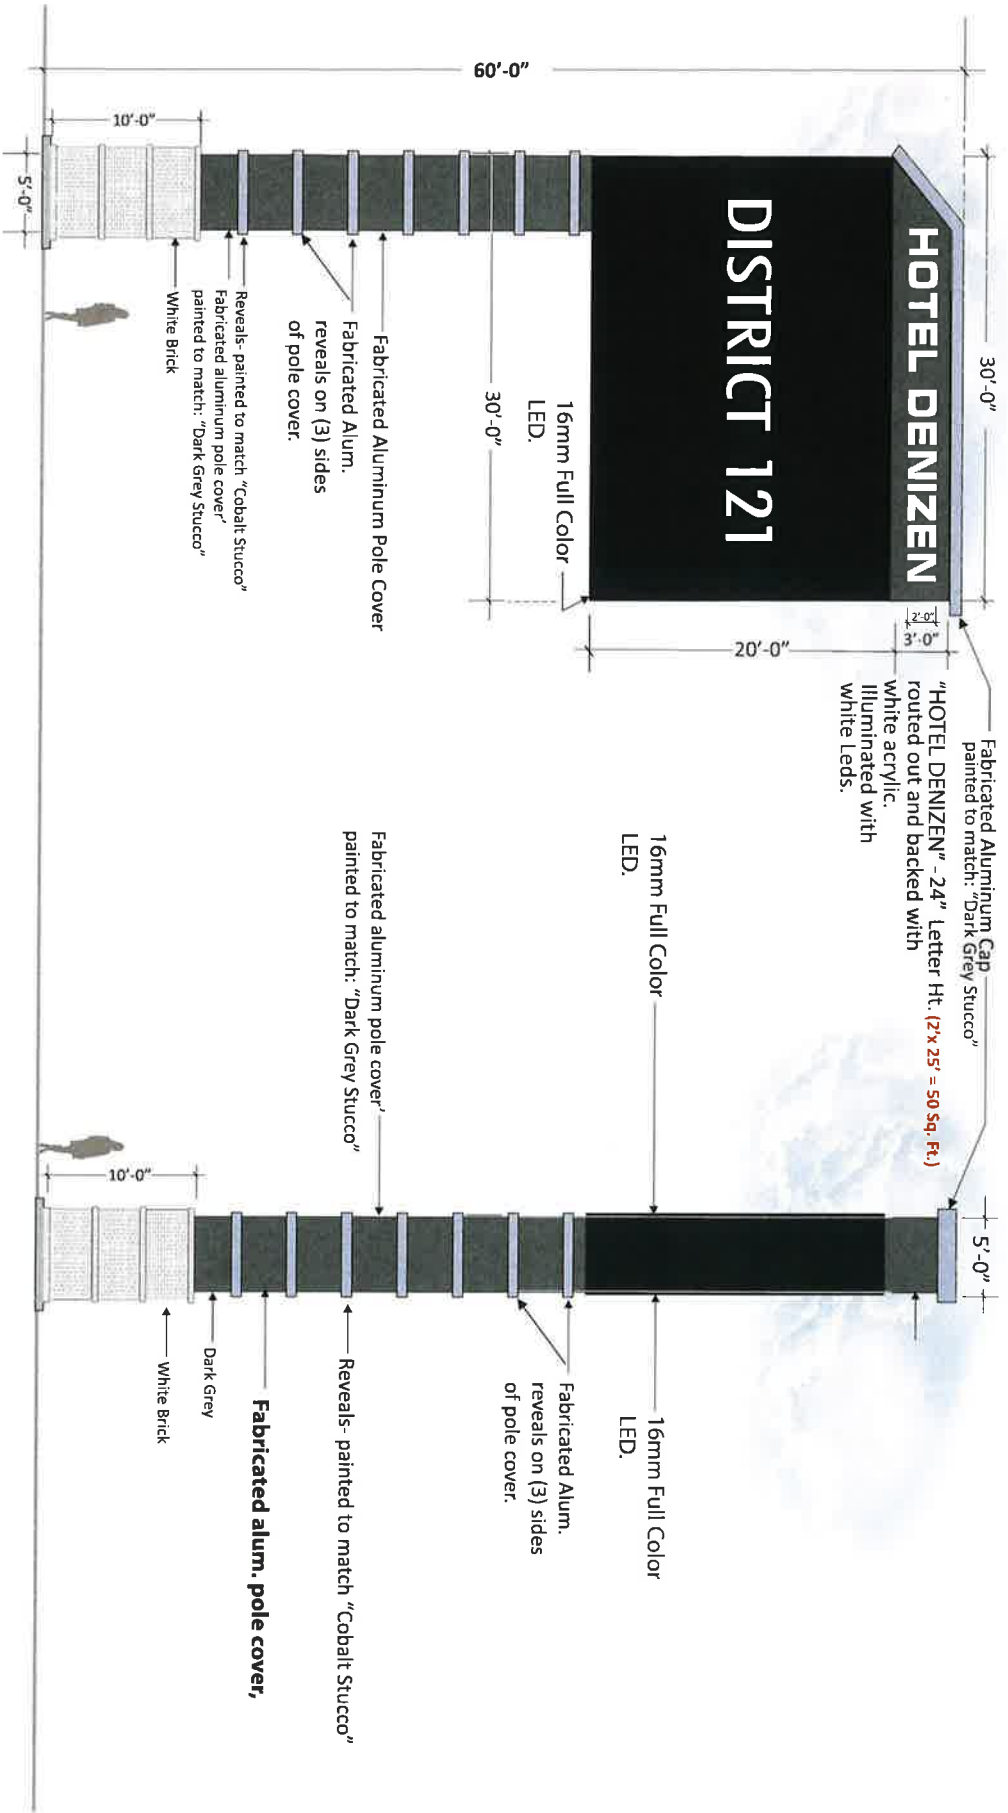 60'-0"
30'-0"
HOTEL DENIZEN
DISTRICT 121
2'-0"
3'-0"
20'-0"
Fabricated Aluminum Cap
painted to match: "Dark Grey Stucco"
"HOTEL DENIZEN" - 24" Letter Ht. (2'x 25' = 50 Sq. Ft.)
routed out and backed with
white acrylic.
Illuminated with
white Leds.
16mm Full Color
LED.
30'-0"
Fabricated Aluminum Pole Cover
Fabricated Alum.
reveals on (3) sides
of pole cover.
Reveals- painted to match "Cobalt Stucco"
Fabricated aluminum pole cover'
painted to match: "Dark Grey Stucco"
White Brick
10'-0"
5'-0"
5'-0"
16mm Full Color
LED.
16mm Full Color
LED.
Fabricated aluminum pole cover'
painted to match: "Dark Grey Stucco"
Fabricated Alum.
reveals on (3) sides
of pole cover.
Reveals- painted to match "Cobalt Stucco"
Fabricated alum. pole cover,
Dark Grey
White Brick
10'-0"